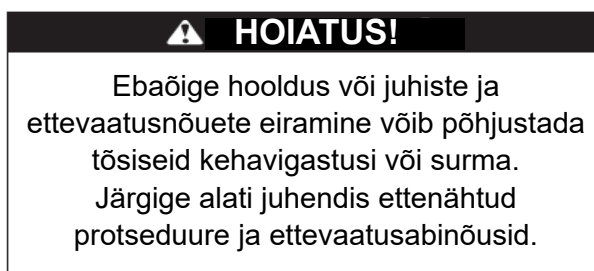 HOIATUS!
Ebaõige hooldus või juhiste ja
ettevaatusnõuete eiramine võib põhjustada
tõsiseid kehavigastusi või surma.
Järgige alati juhendis ettenähtud
protseduure ja ettevaatusabinõusid.